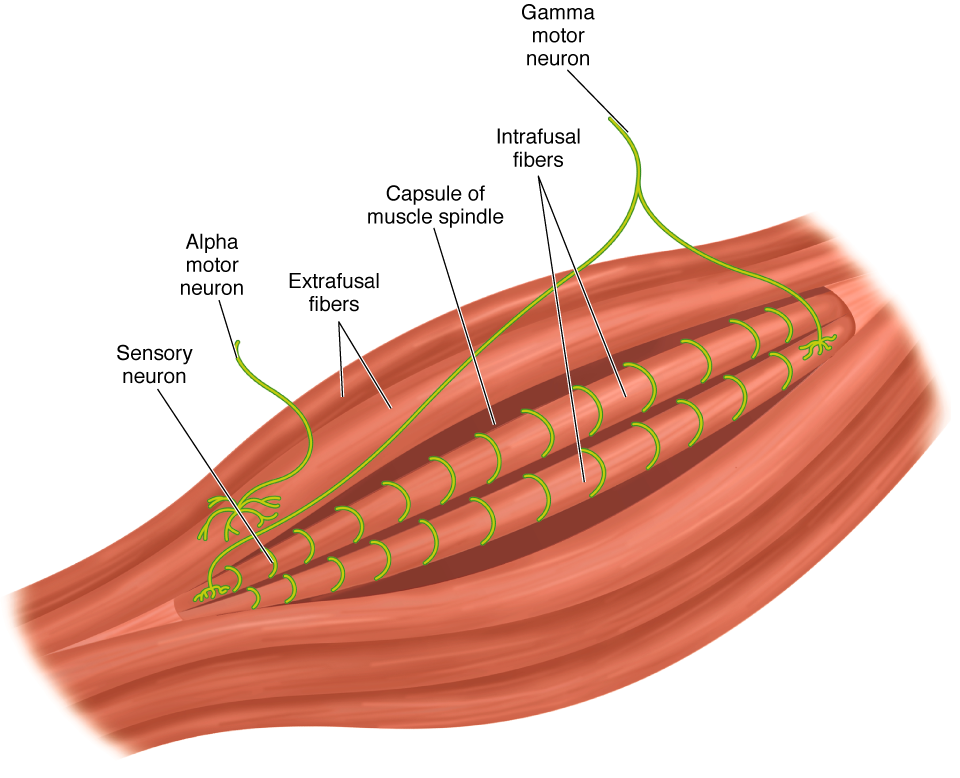 Gamma
motor
neuron
Intrafusal
fibers
Capsule of
muscle spindle
Alpha
motor
neuron
Extrafusal
fibers
Sensory
neuron